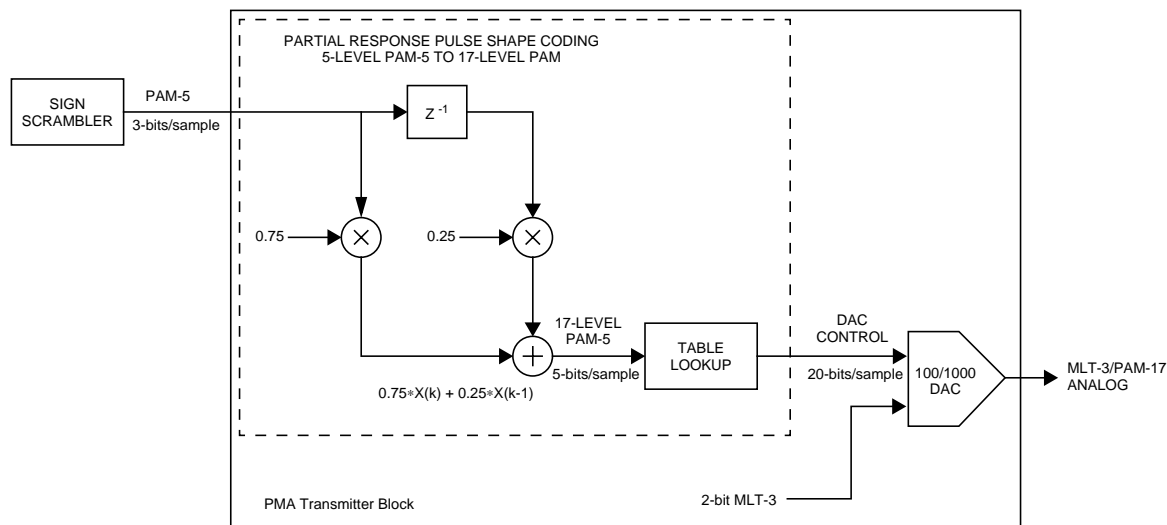 PARTIAL RESPONSE PULSE SHAPE CODING
5-LEVEL PAM-5 TO 17-LEVEL PAM
SIGN
SCRAMBLER
PAM-5
3-bits/sample
Z -1
0.75
×
0.25
×
17-LEVEL
PAM-5
5-bits/sample
+
0.75*X(k) + 0.25*X(k-1)
TABLE
LOOKUP
DAC
CONTROL
20-bits/sample
100/1000
DAC
MLT-3/PAM-17
ANALOG
2-bit MLT-3
PMA Transmitter Block